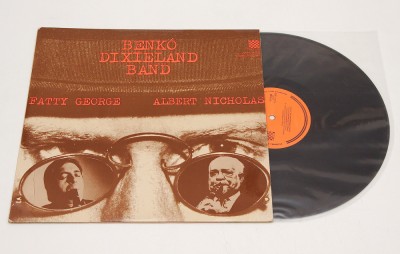 BENKÓ
DIXIELAND
BAND
FATTY GEORGE ALBERT NICHOLAS